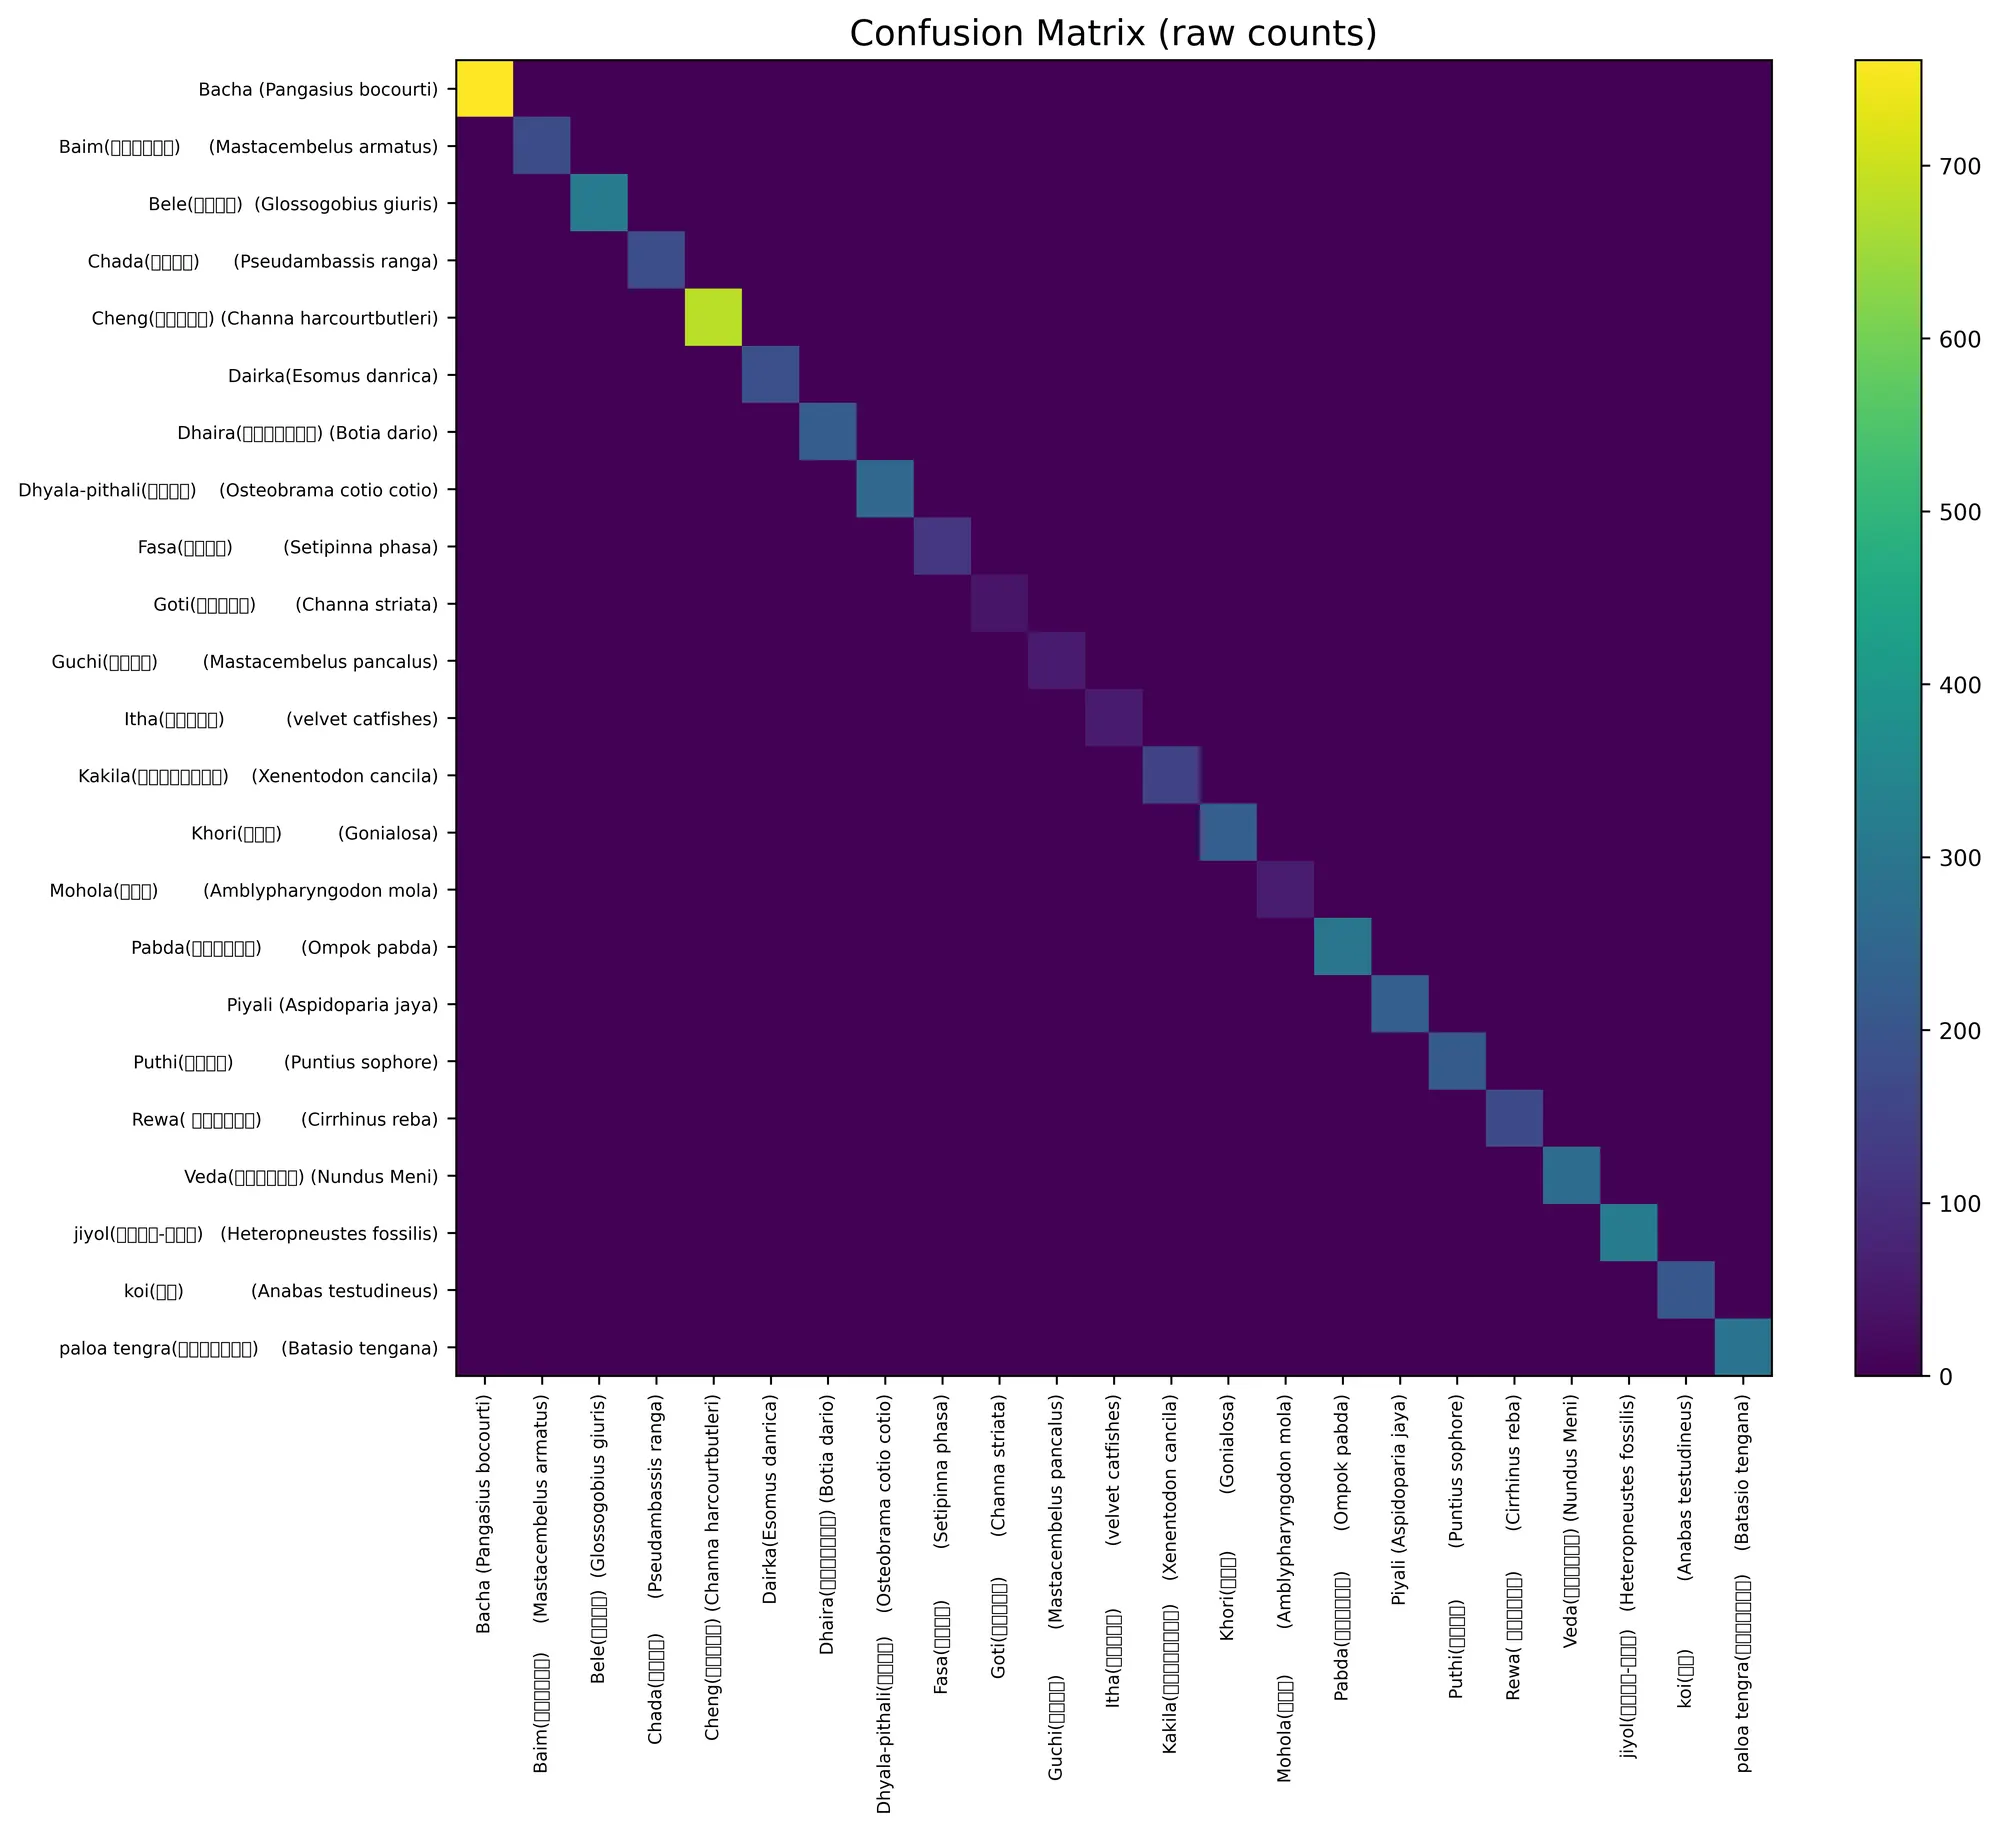 Confusion Matrix (raw counts)
Bacha (Pangasius bocourti)
Baim(□□□□□□) (Mastacembelus armatus)
Bele(□□□□) (Glossogobius giuris)
Chada(□□□□) (Pseudambassis ranga)
Cheng(□□□□□) (Channa harcourtbutleri)
Dairka(Esomus danrica)
Dhaira(□□□□□□□) (Botia dario)
Dhyala-pithali(□□□□) (Osteobrama cotio cotio)
Fasa(□□□□) (Setipinna phasa)
Goti(□□□□□) (Channa striata)
Guchi(□□□□) (Mastacembelus pancalus)
Itha(□□□□□) (velvet catfishes)
Kakila(□□□□□□□□) (Xenentodon cancila)
Khori(□□□) (Gonialosa)
Mohola(□□□) (Amblypharyngodon mola)
Pabda(□□□□□□) (Ompok pabda)
Piyali (Aspidoparia jaya)
Puthi(□□□□) (Puntius sophore)
Rewa( □□□□□□) (Cirrhinus reba)
Veda(□□□□□□) (Nundus Meni)
jiyol(□□□□-□□□) (Heteropneustes fossilis)
koi(□□) (Anabas testudineus)
paloa tengra(□□□□□□□) (Batasio tengana)
Bacha (Pangasius bocourti)
Baim(□□□□□□) (Mastacembelus armatus)
Bele(□□□□) (Glossogobius giuris)
Chada(□□□□) (Pseudambassis ranga)
Cheng(□□□□□) (Channa harcourtbutleri)
Dairka(Esomus danrica)
Dhaira(□□□□□□□) (Botia dario)
Dhyala-pithali(□□□□) (Osteobrama cotio cotio)
Fasa(□□□□) (Setipinna phasa)
Goti(□□□□□) (Channa striata)
Guchi(□□□□) (Mastacembelus pancalus)
Itha(□□□□□) (velvet catfishes)
Kakila(□□□□□□□□) (Xenentodon cancila)
Khori(□□□) (Gonialosa)
Mohola(□□□) (Amblypharyngodon mola)
Pabda(□□□□□□) (Ompok pabda)
Piyali (Aspidoparia jaya)
Puthi(□□□□) (Puntius sophore)
Rewa( □□□□□□) (Cirrhinus reba)
Veda(□□□□□□) (Nundus Meni)
jiyol(□□□□-□□□) (Heteropneustes fossilis)
koi(□□) (Anabas testudineus)
paloa tengra(□□□□□□□) (Batasio tengana)
700
600
500
400
300
200
100
0